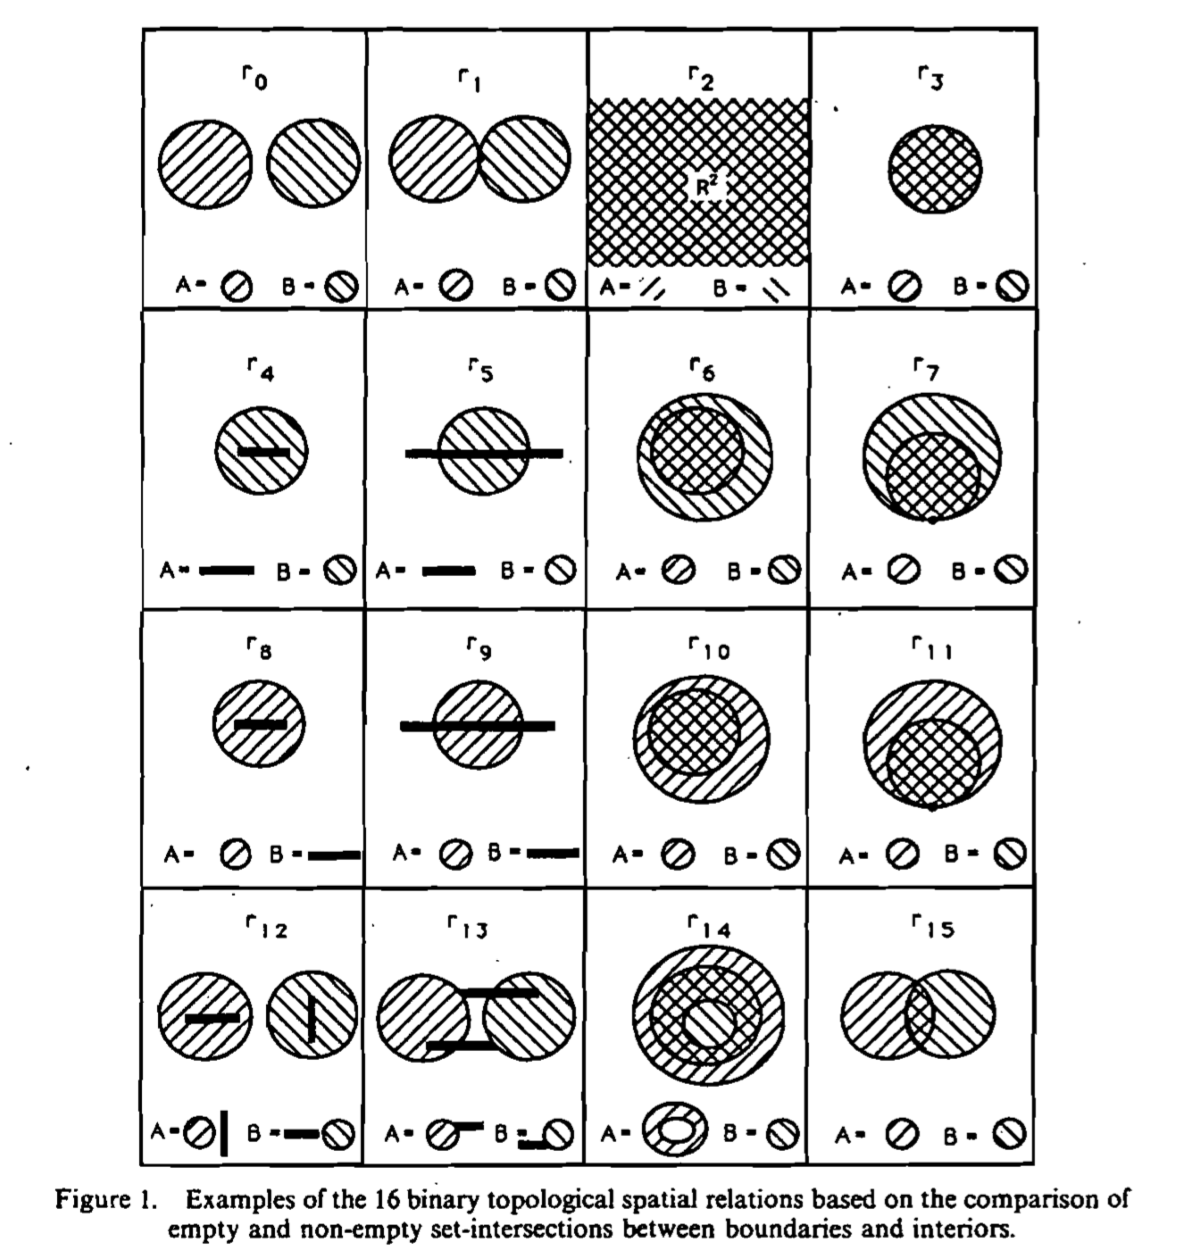 r0 r1 r2 r3
R²
A= B= A= B= A= B= A= B=
r4 r5 r6 r7
A= B= A= B= A= B= A= B=
r8 r9 r10 r11
A= B= A= B= A= B= A= B=
r12 r13 r14 r15
A= B= A= B= A= B= A= B=
Figure 1. Examples of the 16 binary topological spatial relations based on the comparison of
empty and non-empty set-intersections between boundaries and interiors.